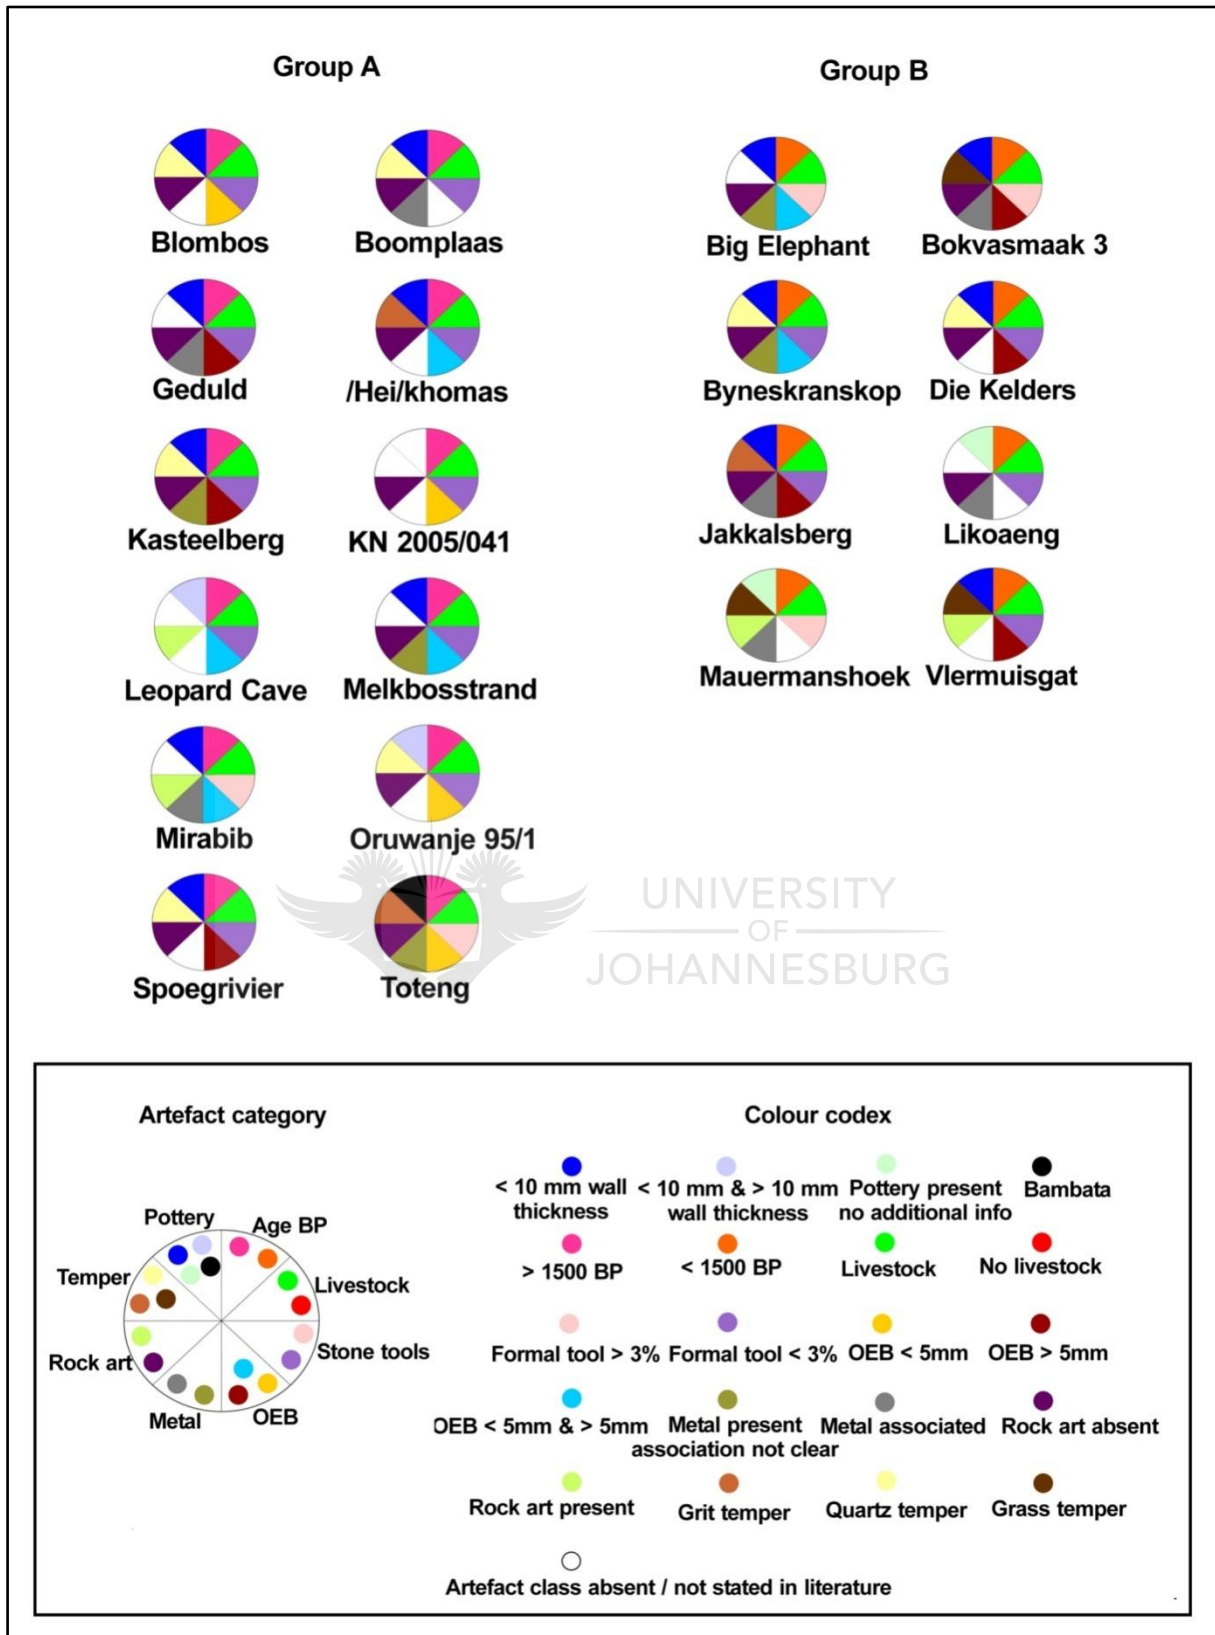 Group A
Group B
Blombos
Boomplaas
Big Elephant
Bokvasmaak 3
Geduld
/Hei/khomas
Byneskranskop
Die Kelders
Kasteelberg
KN 2005/041
Jakkalsberg
Likoaeng
Leopard Cave
Melkbosstrand
Mauermanshoek
Vlermuisgat
Mirabib
Oruwanje 95/1
Spoegrivier
Toteng
UNIVERSITY
OF
JOHANNESBURG
Artefact category
Pottery
Age BP
Temper
Livestock
Rock art
Stone tools
Metal
OEB
Colour codex
< 10 mm wall
thickness
< 10 mm & > 10 mm
wall thickness
Pottery present
no additional info
Bambata
> 1500 BP
< 1500 BP
Livestock
No livestock
Formal tool > 3%
Formal tool < 3%
OEB < 5mm
OEB > 5mm
OEB < 5mm & > 5mm
Metal present
association not clear
Metal associated
Rock art absent
Rock art present
Grit temper
Quartz temper
Grass temper
Artefact class absent / not stated in literature